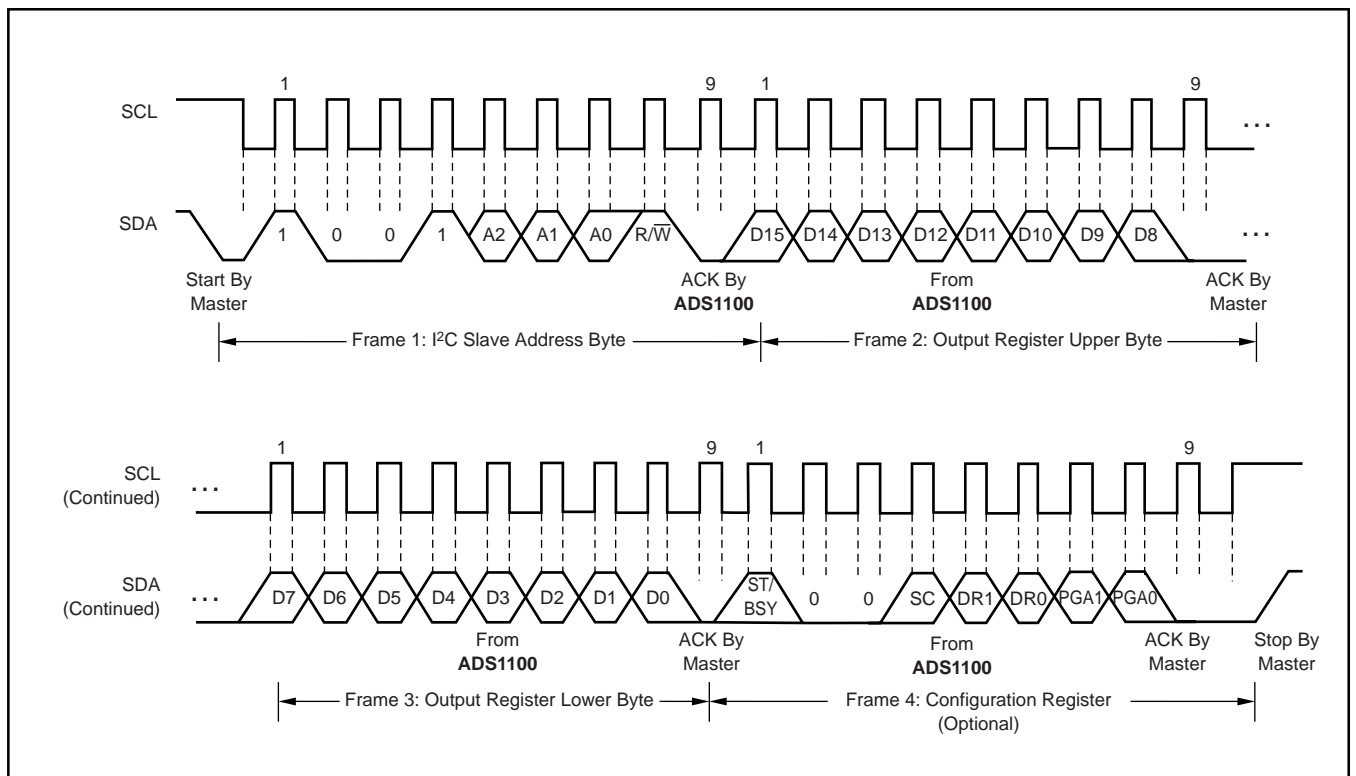 1 9 1 9
SCL ...
SDA 1 0 0 1 A2 A1 A0 R/W̅ D15 D14 D13 D12 D11 D10 D9 D8 ...
Start By
Master
ACK By
ADS1100
From
ADS1100
ACK By
Master
Frame 1: I²C Slave Address Byte
Frame 2: Output Register Upper Byte
1 9 1 9
SCL
(Continued)
...
SDA
(Continued)
... D7 D6 D5 D4 D3 D2 D1 D0 ST/
BSY 0 0 SC DR1 DR0 PGA1 PGA0
From
ADS1100
ACK By
Master
From
ADS1100
ACK By
Master
Stop By
Master
Frame 3: Output Register Lower Byte
Frame 4: Configuration Register
(Optional)